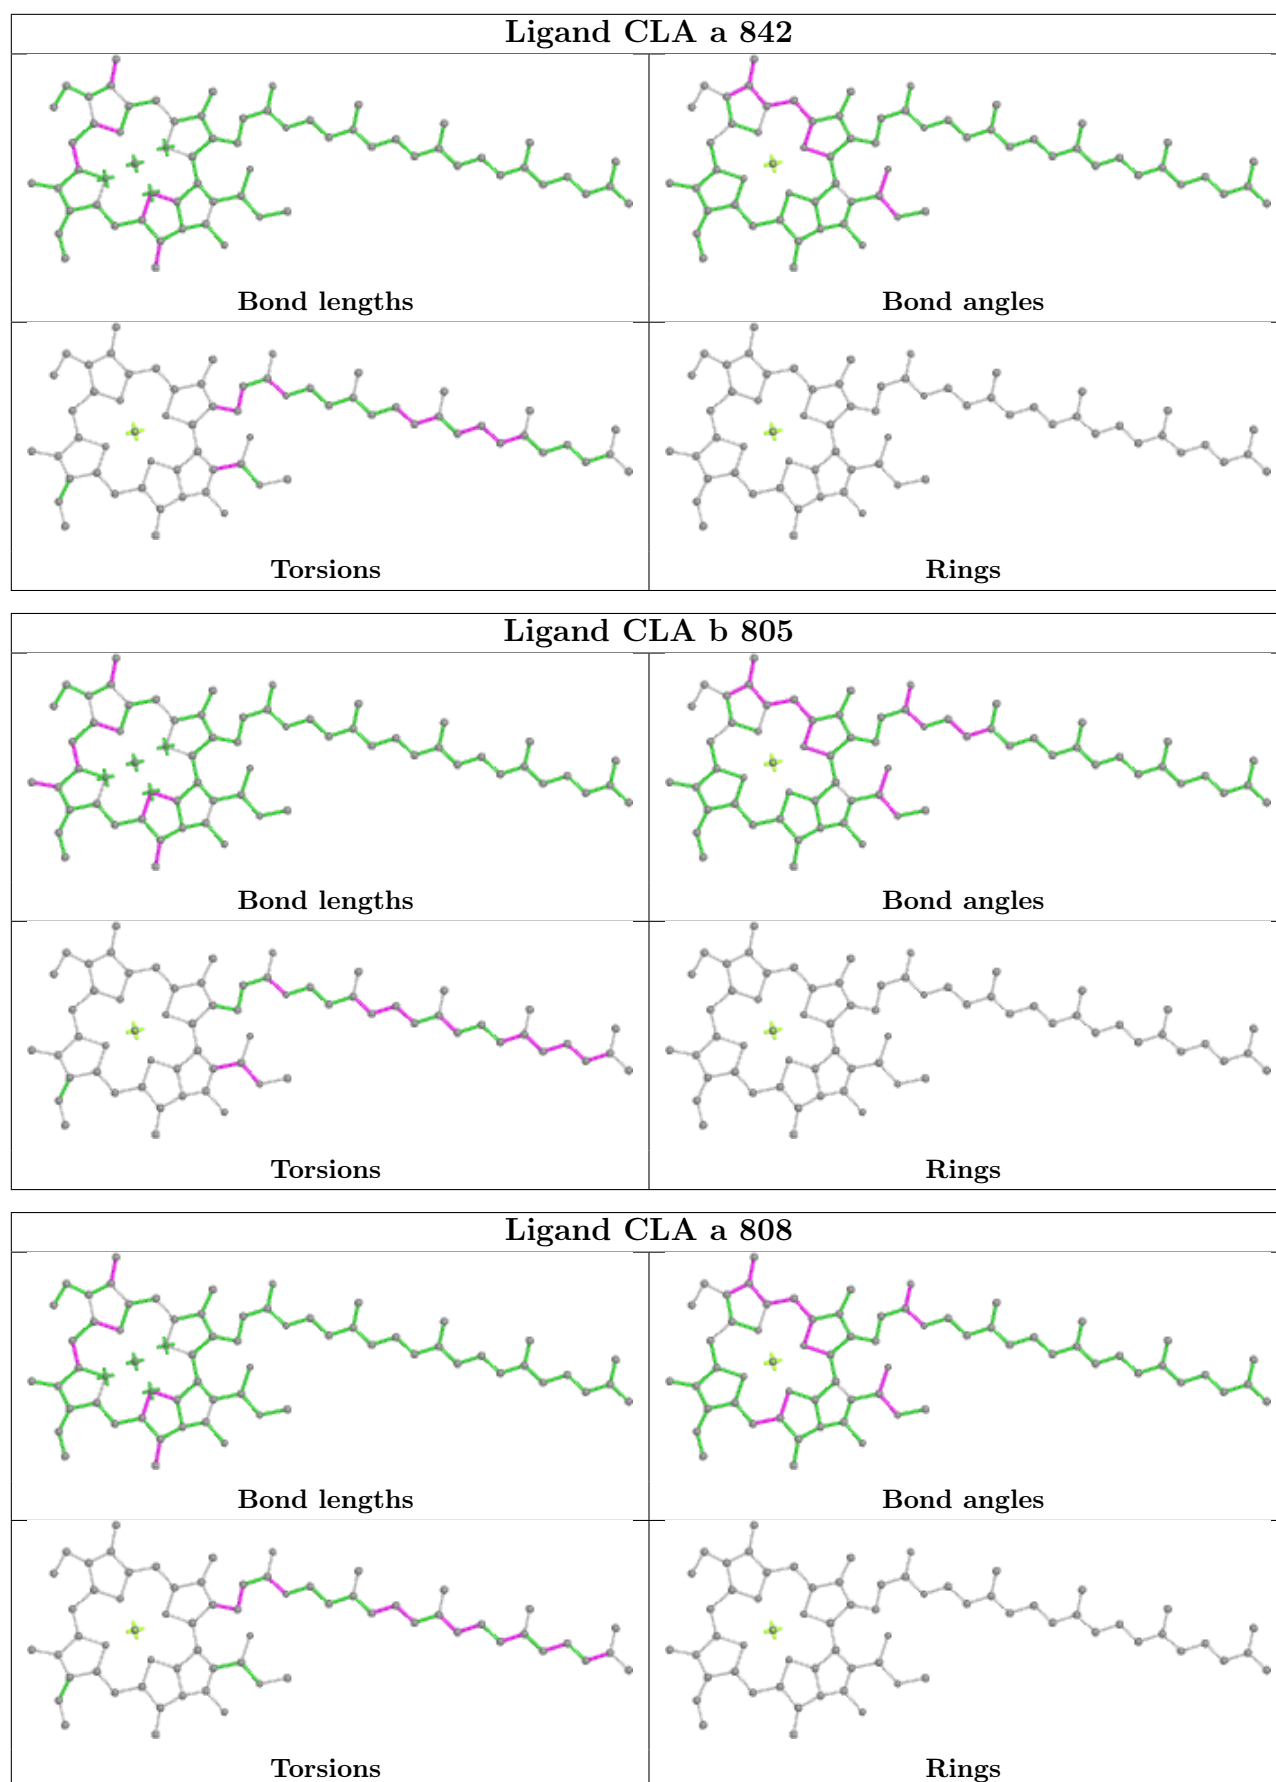 Ligand CLA a 842
Bond lengths
Bond angles
Torsions
Rings
Ligand CLA b 805
Bond lengths
Bond angles
Torsions
Rings
Ligand CLA a 808
Bond lengths
Bond angles
Torsions
Rings